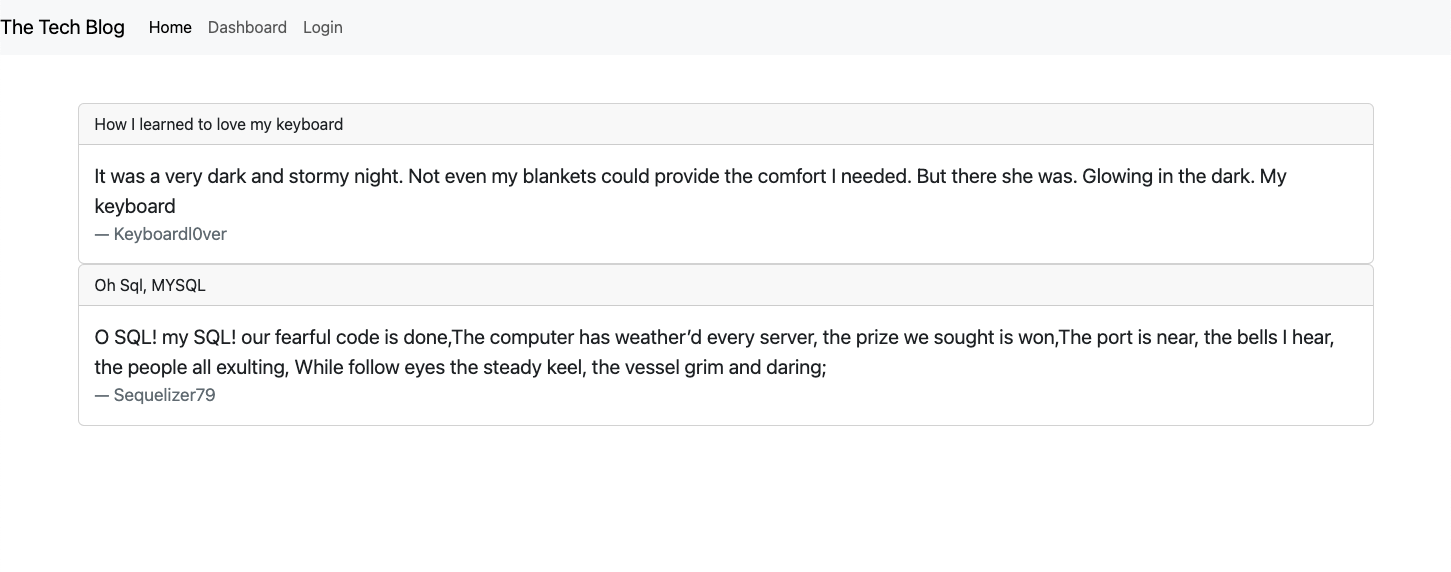 The Tech Blog Home Dashboard Login
How I learned to love my keyboard
It was a very dark and stormy night. Not even my blankets could provide the comfort I needed. But there she was. Glowing in the dark. My
keyboard
— Keyboardl0ver
Oh Sql, MYSQL
O SQL! my SQL! our fearful code is done,The computer has weather’d every server, the prize we sought is won,The port is near, the bells I hear,
the people all exulting, While follow eyes the steady keel, the vessel grim and daring;
— Sequelizer79